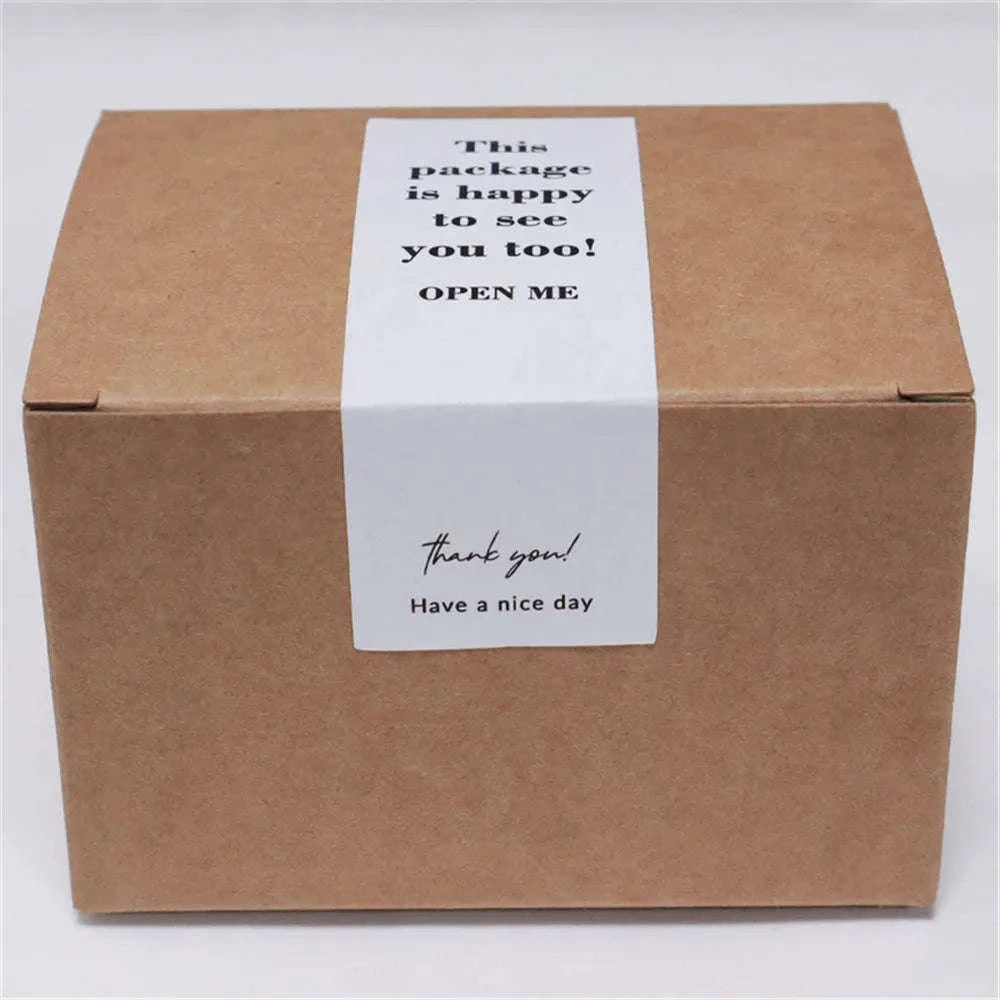 This
package
is happy
to see
you too!
OPEN ME
thank you!
Have a nice day